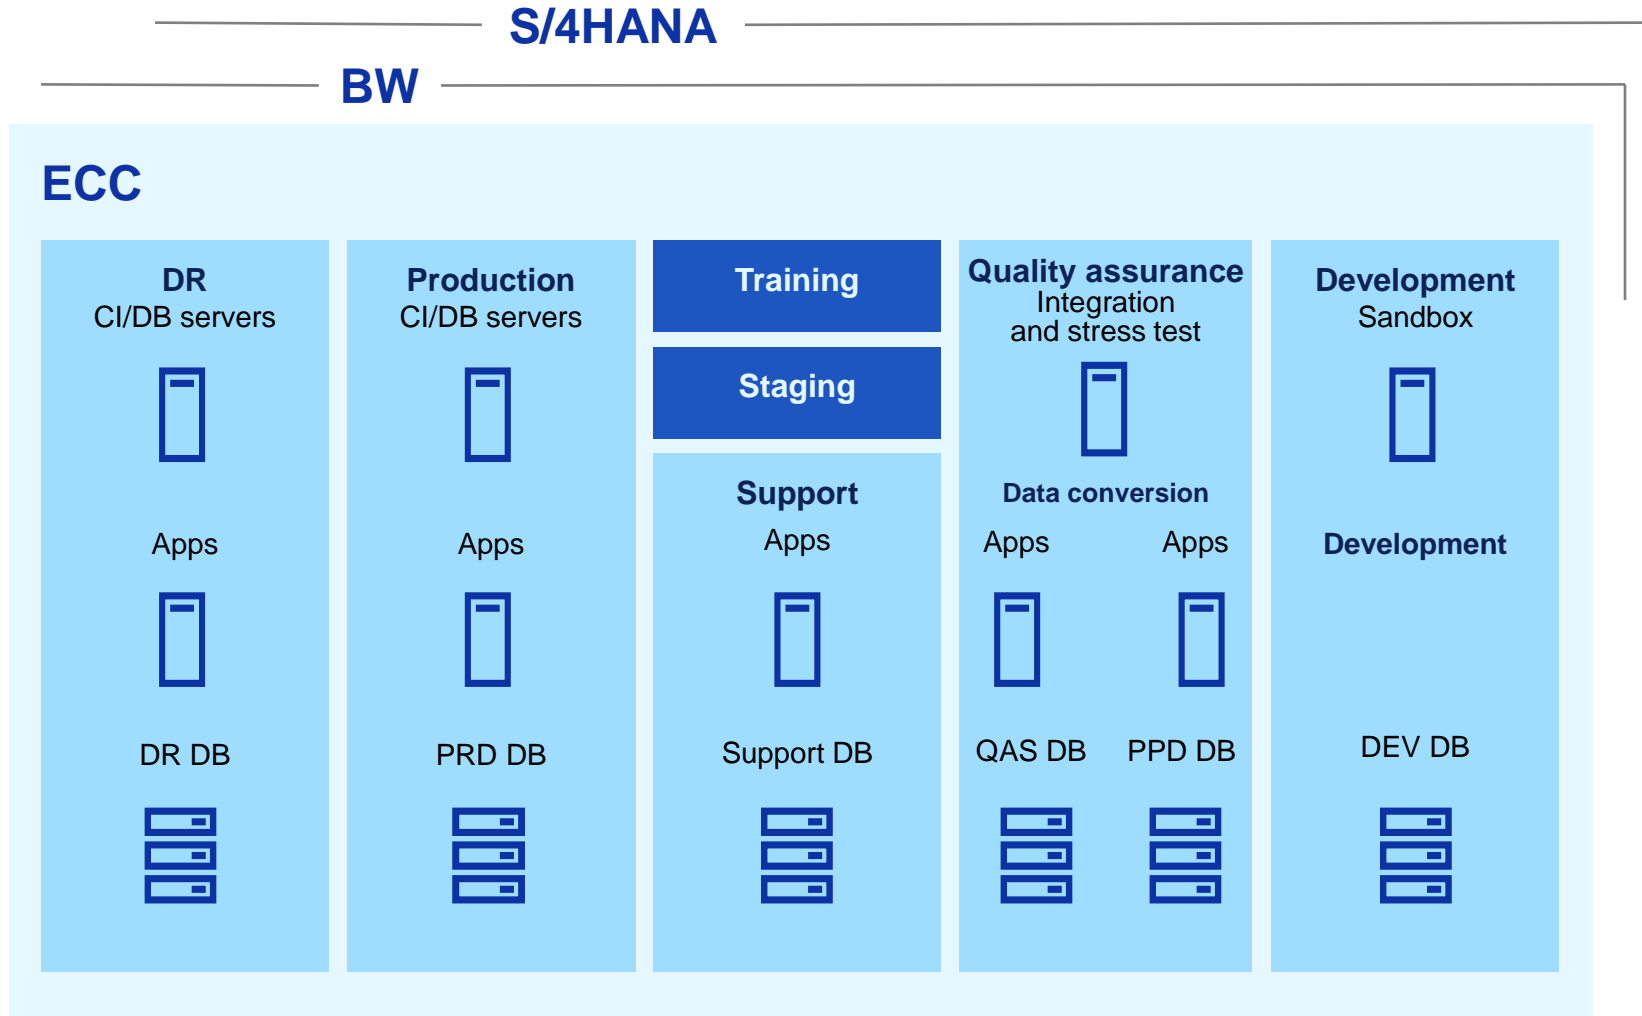 S/4HANA
BW
ECC
DR
CI/DB servers
Apps
DR DB
Production
CI/DB servers
Apps
PRD DB
Training
Staging
Support
Apps
Support DB
Quality assurance
Integration
and stress test
Data conversion
Apps
Apps
QAS DB
PPD DB
Development
Sandbox
Development
DEV DB